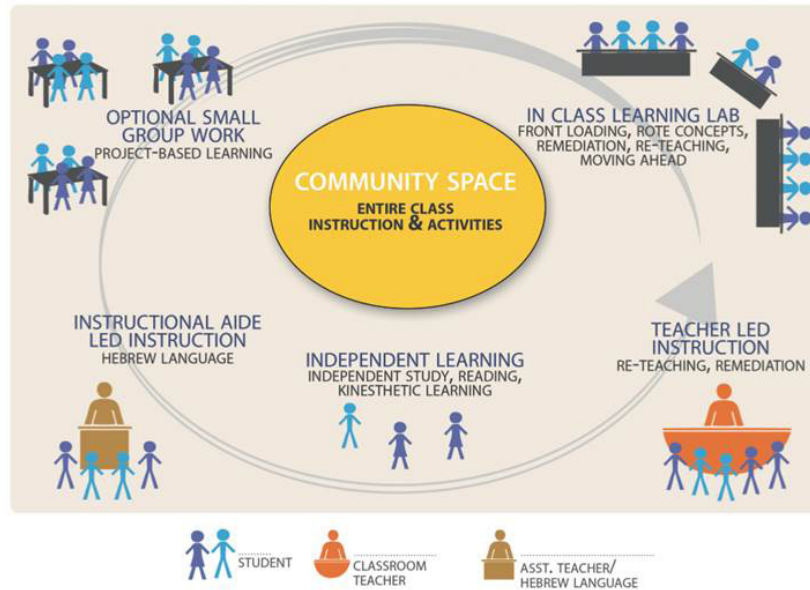 OPTIONAL SMALL
GROUP WORK
PROJECT-BASED LEARNING
IN CLASS LEARNING LAB
FRONT LOADING, ROTE CONCEPTS,
REMEDIATION, RE-TEACHING,
MOVING AHEAD
COMMUNITY SPACE
ENTIRE CLASS
INSTRUCTION & ACTIVITIES
INSTRUCTIONAL AIDE
LED INSTRUCTION
HEBREW LANGUAGE
INDEPENDENT LEARNING
INDEPENDENT STUDY, READING,
KINESTHETIC LEARNING
TEACHER LED
INSTRUCTION
RE-TEACHING, REMEDIATION
STUDENT
CLASSROOM
TEACHER
ASST. TEACHER/
HEBREW LANGUAGE